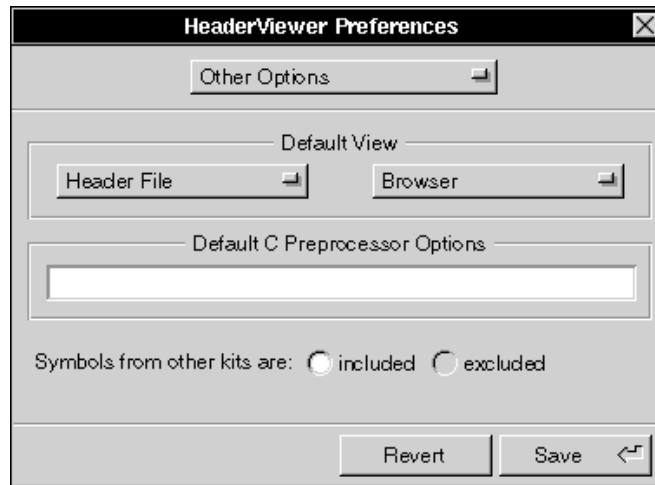 HeaderViewer Preferences
Other Options
Default View
Header File Browser
Default C Preprocessor Options
Symbols from other kits are: included excluded
Revert Save